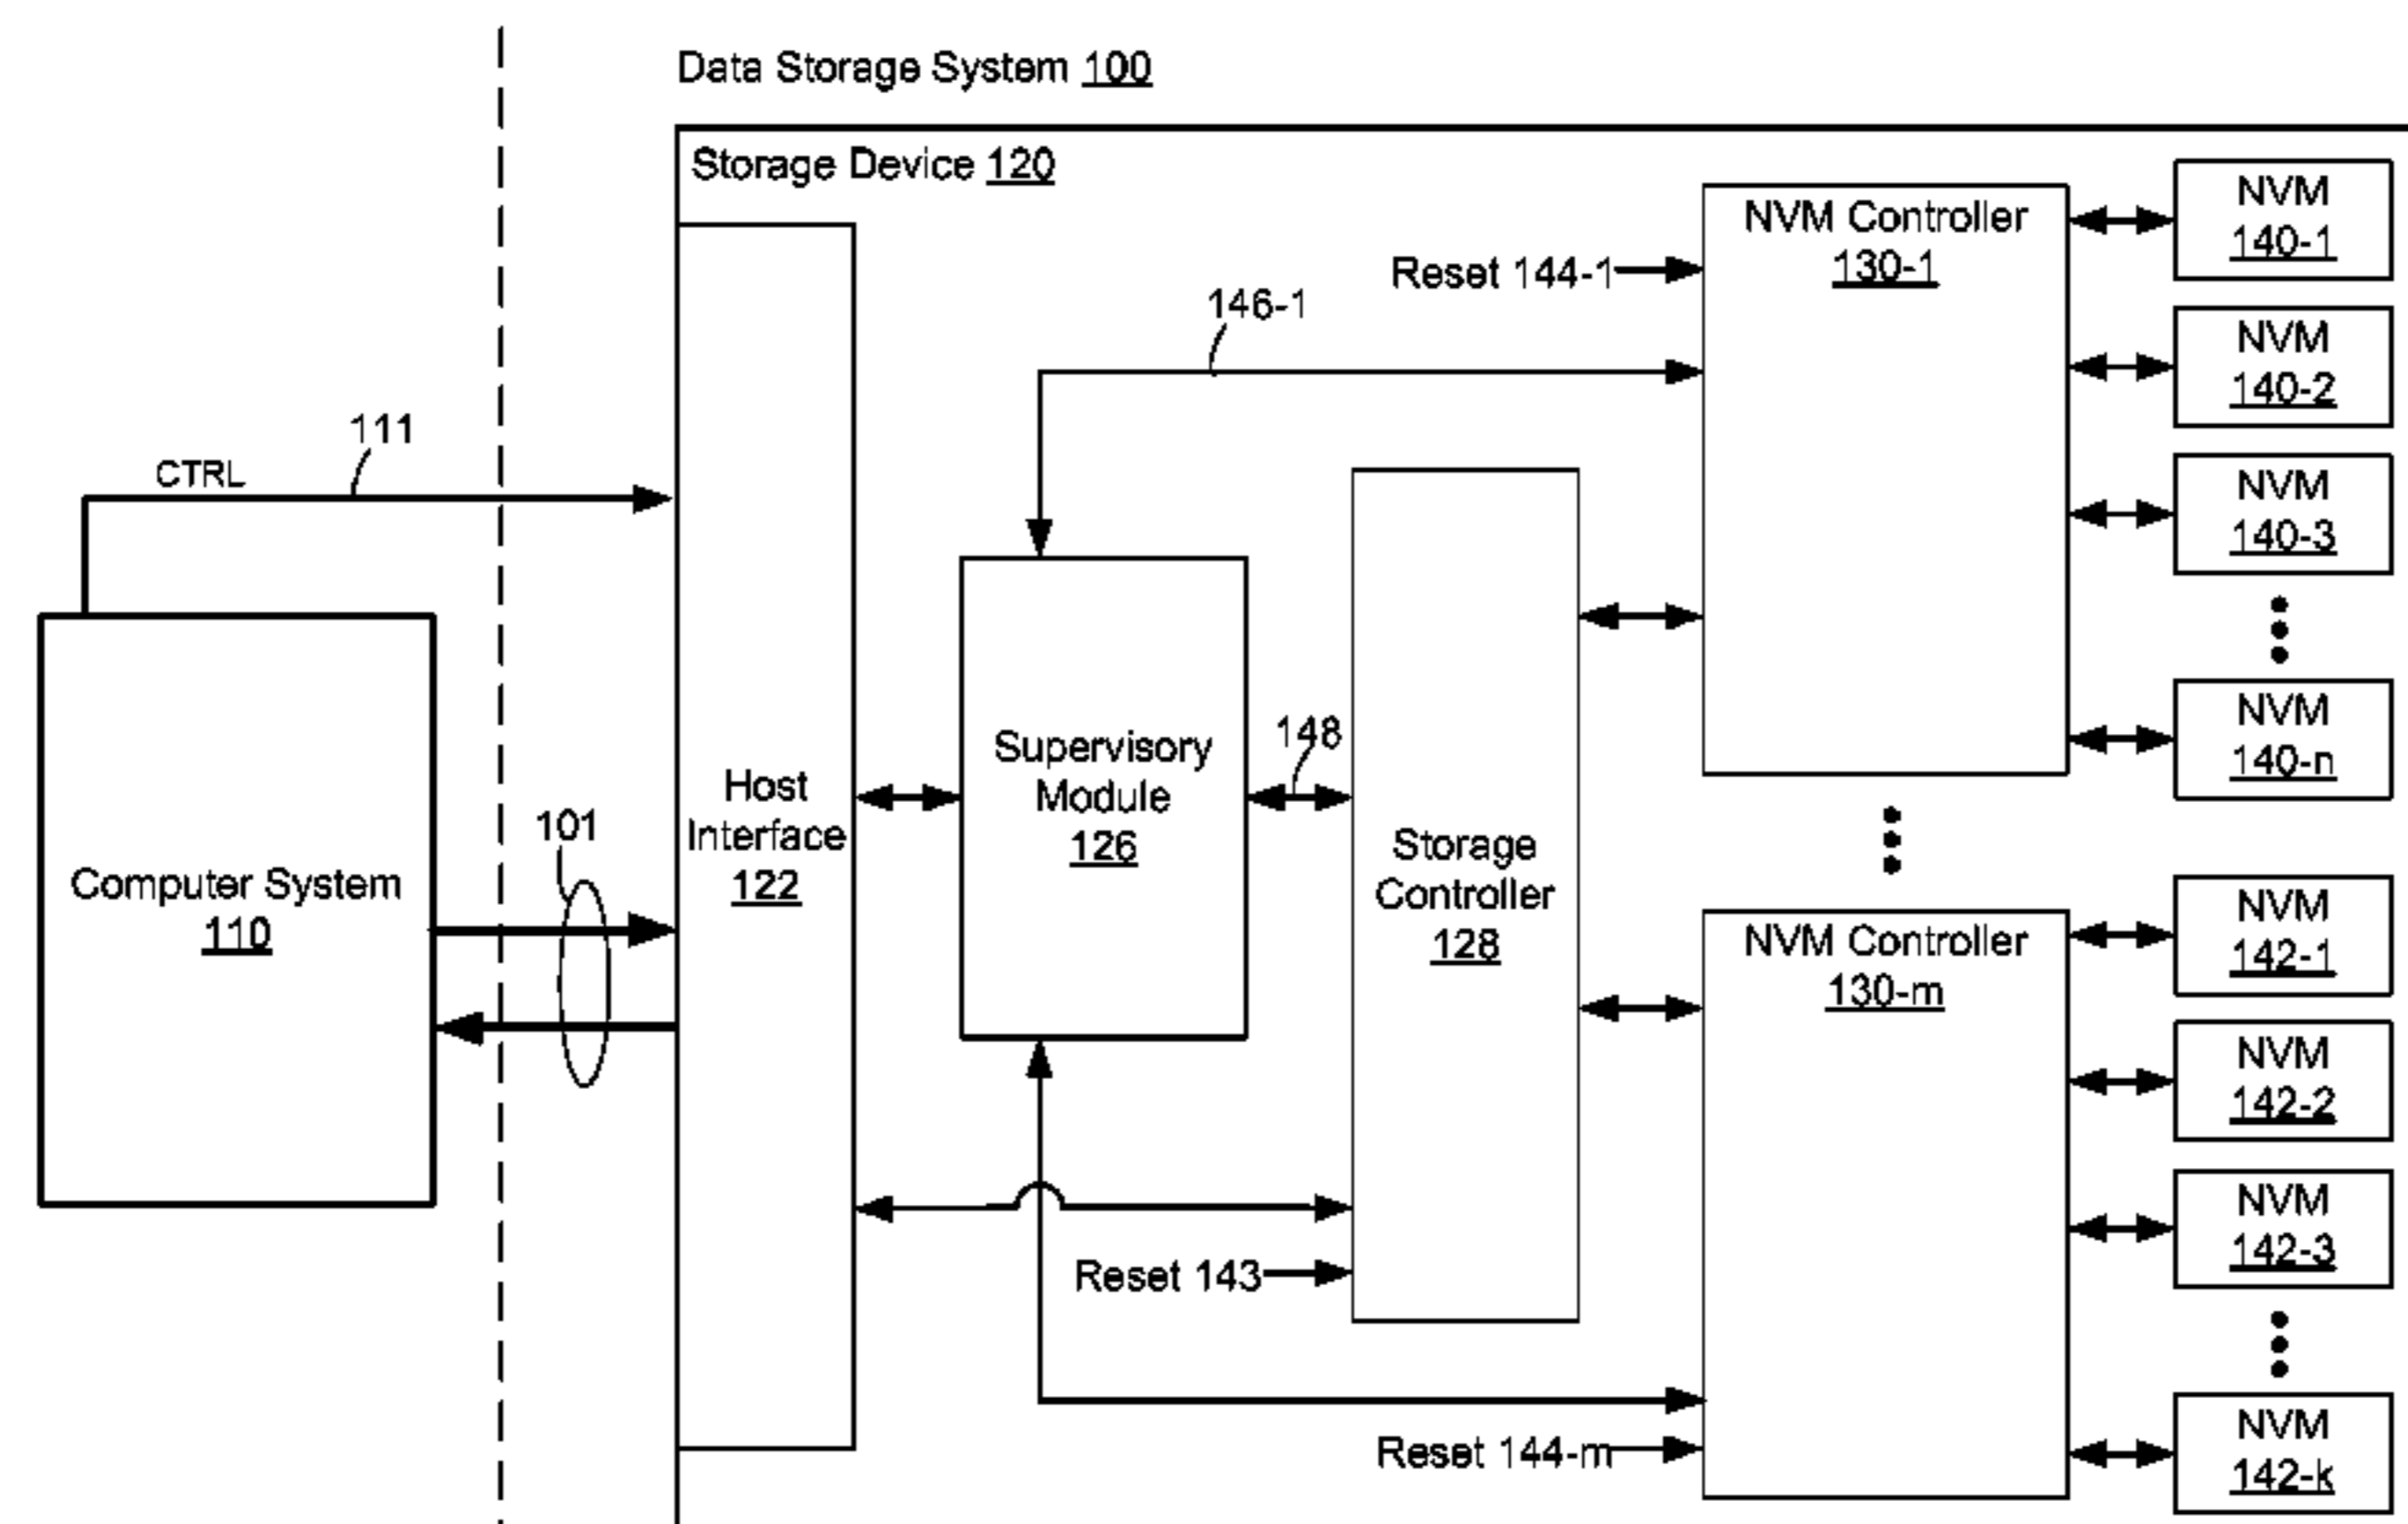 Data Storage System 100
Storage Device 120
CTRL
111
Computer System
110
101
Host
Interface
122
Supervisory
Module
126
146-1
148
Storage
Controller
128
Reset 143
Reset 144-1
NVM Controller
130-1
NVM Controller
130-m
Reset 144-m
NVM
140-1
NVM
140-2
NVM
140-3
NVM
140-n
NVM
142-1
NVM
142-2
NVM
142-3
NVM
142-k